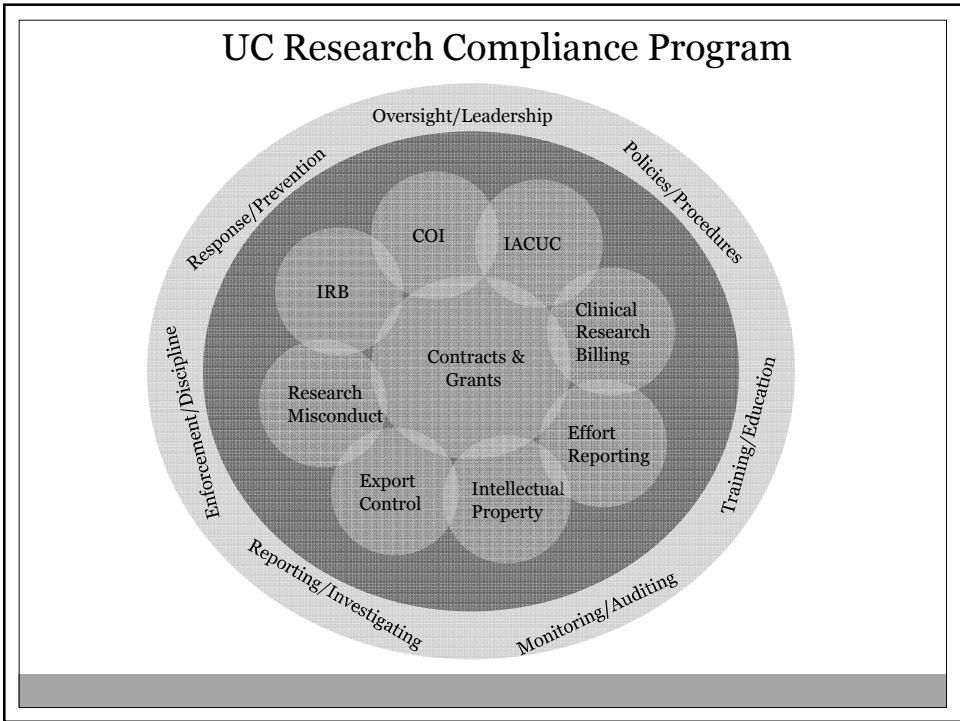 UC Research Compliance Program
Oversight/Leadership
Policies/Procedures
Training/Education
Monitoring/Auditing
Reporting/Investigating
Enforcement/Discipline
Response/Prevention
COI
IACUC
Clinical
Research
Billing
Effort
Reporting
Intellectual
Property
Export
Control
Research
Misconduct
IRB
Contracts &
Grants